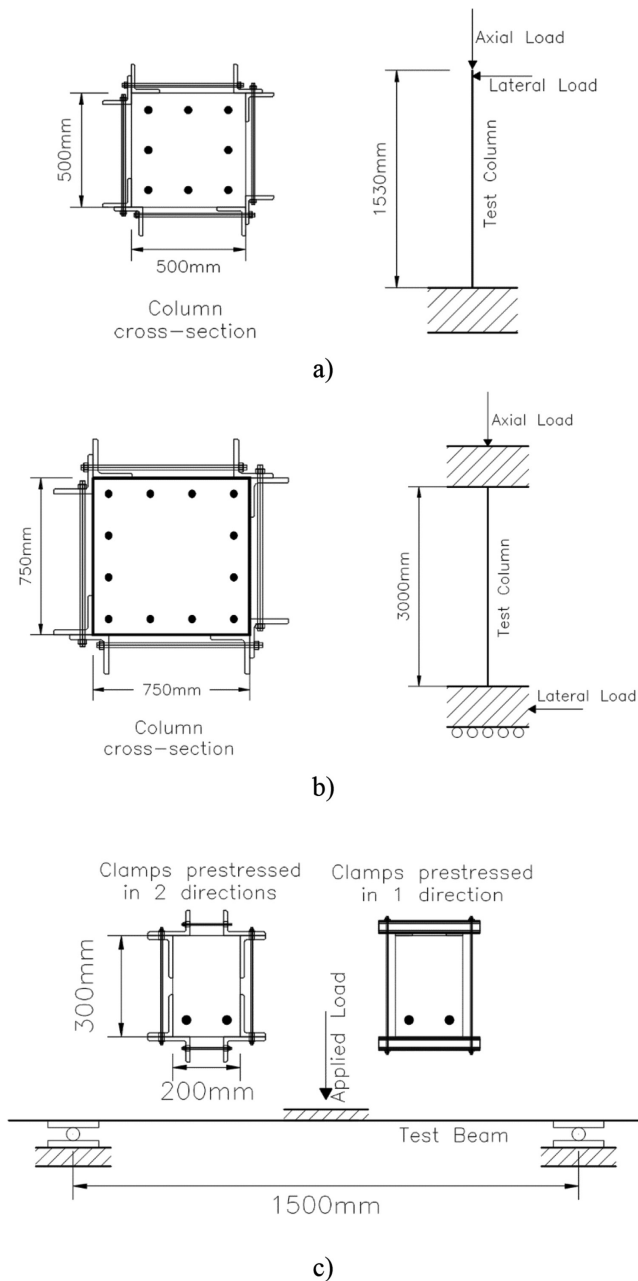 Axial Load
Lateral Load
500mm
1530mm
Test Column
500mm
Column
cross-section
a)
Axial Load
750mm
3000mm
Test Column
750mm
Lateral Load
Column
cross-section
b)
Clamps prestressed
in 2 directions
Clamps prestressed
in 1 direction
300mm
Applied Load
200mm
Test Beam
1500mm
c)